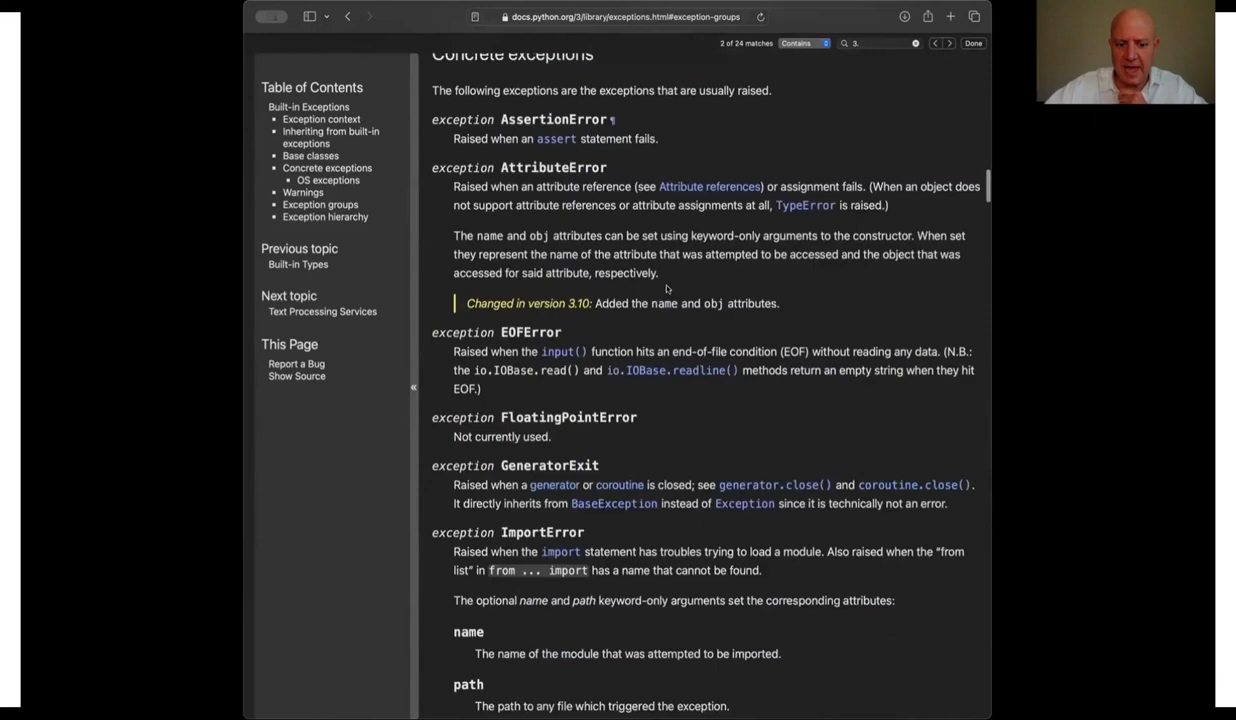 docs.python.org/3/library/exceptions.html#exception-groups
2 of 24 matches Contains 3. Done
Table of Contents
Built-in Exceptions
Exception context
Inheriting from built-in
exceptions
Base classes
Concrete exceptions
OS exceptions
Warnings
Exception groups
Exception hierarchy
Previous topic
Built-in Types
Next topic
Text Processing Services
This Page
Report a Bug
Show Source
«
Concrete exceptions
The following exceptions are the exceptions that are usually raised.
exception AssertionError ¶
Raised when an assert statement fails.
exception AttributeError
Raised when an attribute reference (see Attribute references) or assignment fails. (When an object does
not support attribute references or attribute assignments at all, TypeError is raised.)
The name and obj attributes can be set using keyword-only arguments to the constructor. When set
they represent the name of the attribute that was attempted to be accessed and the object that was
accessed for said attribute, respectively.
Changed in version 3.10: Added the name and obj attributes.
exception EOFError
Raised when the input() function hits an end-of-file condition (EOF) without reading any data. (N.B.:
the io.IOBase.read() and io.IOBase.readline() methods return an empty string when they hit
EOF.)
exception FloatingPointError
Not currently used.
exception GeneratorExit
Raised when a generator or coroutine is closed; see generator.close() and coroutine.close().
It directly inherits from BaseException instead of Exception since it is technically not an error.
exception ImportError
Raised when the import statement has troubles trying to load a module. Also raised when the “from
list” in from ... import has a name that cannot be found.
The optional name and path keyword-only arguments set the corresponding attributes:
name
The name of the module that was attempted to be imported.
path
The path to any file which triggered the exception.